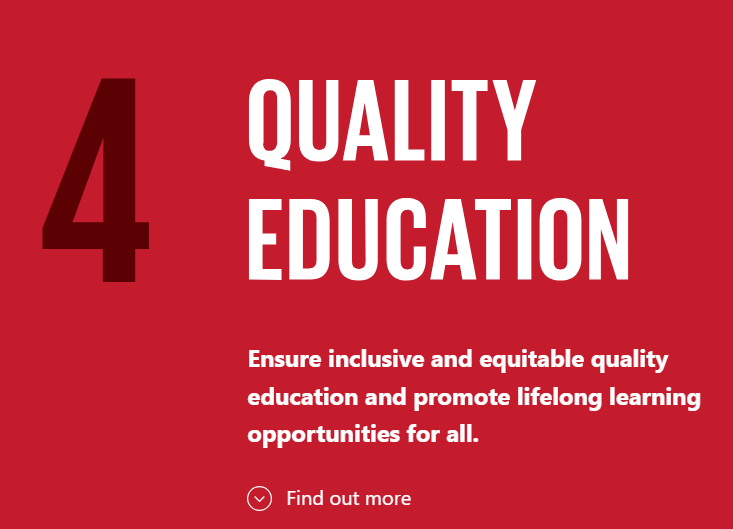 4
QUALITY
EDUCATION
Ensure inclusive and equitable quality
education and promote lifelong learning
opportunities for all.
Find out more